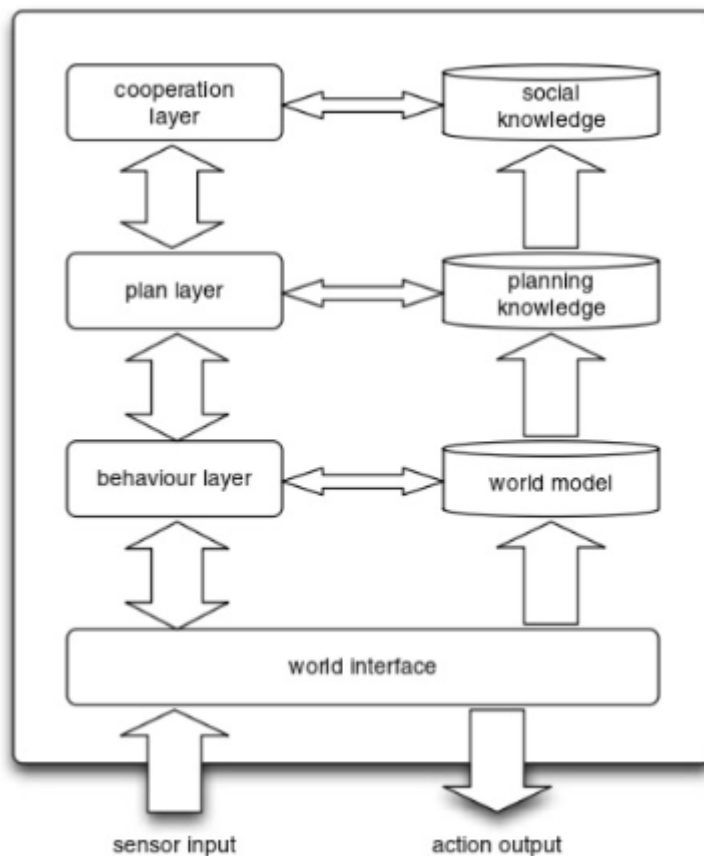 cooperation
layer
social
knowledge
plan layer
planning
knowledge
behaviour layer
world model
world interface
sensor input
action output